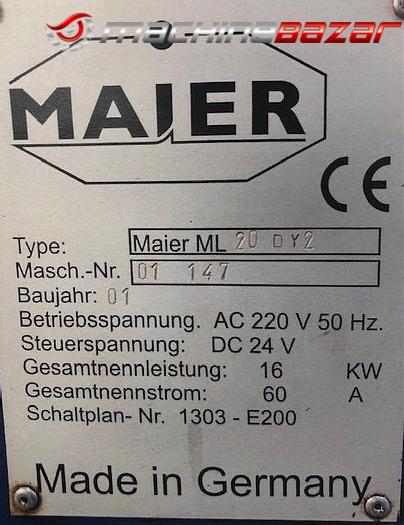 machinebazar
MAIER
CE
Type: Maier ML 20 DY2
Masch.-Nr. 01 147
Baujahr: 01
Betriebsspannung. AC 220 V 50 Hz.
Steuerspannung: DC 24 V
Gesamtnennleistung: 16 KW
Gesamtnennstrom: 60 A
Schaltplan- Nr. 1303 - E200
Made in Germany
machineBazar